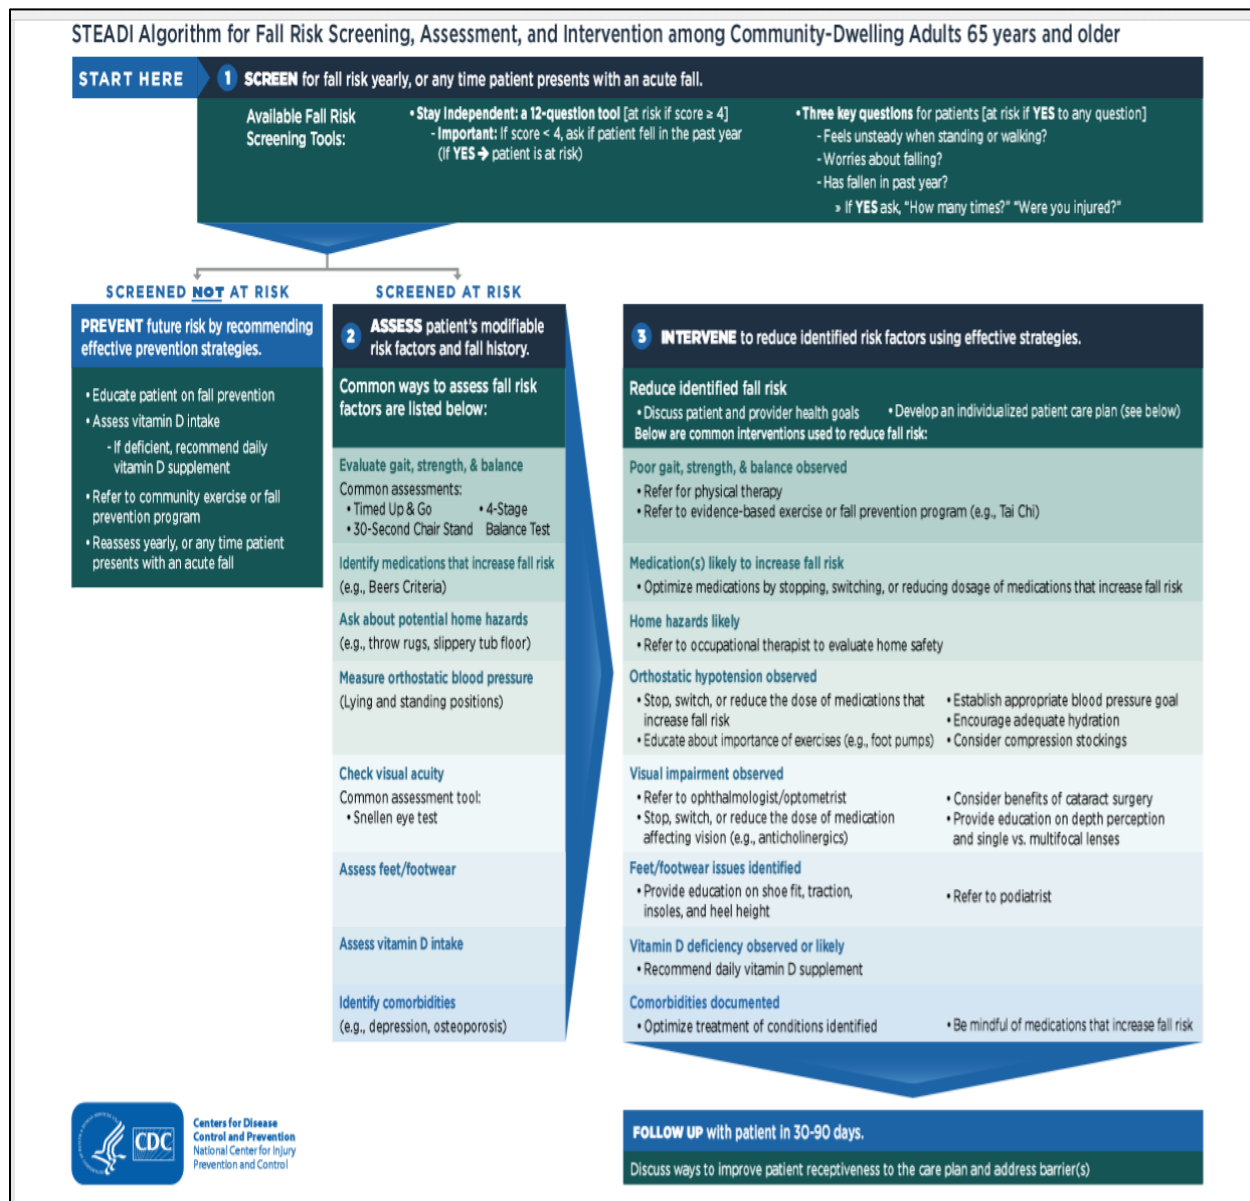 STEADI Algorithm for Fall Risk Screening, Assessment, and Intervention among Community-Dwelling Adults 65 years and older
START HERE
1 SCREEN for fall risk yearly, or any time patient presents with an acute fall.
Available Fall Risk
Screening Tools:
• Stay Independent: a 12-question tool [at risk if score ≥ 4]
- Important: If score < 4, ask if patient fell in the past year
(If YES → patient is at risk)
• Three key questions for patients [at risk if YES to any question]
- Feels unsteady when standing or walking?
- Worries about falling?
- Has fallen in past year?
» If YES ask, “How many times?” “Were you injured?”
SCREENED NOT AT RISK
PREVENT future risk by recommending
effective prevention strategies.
• Educate patient on fall prevention
• Assess vitamin D intake
- If deficient, recommend daily
vitamin D supplement
• Refer to community exercise or fall
prevention program
• Reassess yearly, or any time patient
presents with an acute fall
SCREENED AT RISK
2 ASSESS patient’s modifiable
risk factors and fall history.
Common ways to assess fall risk
factors are listed below:
Evaluate gait, strength, & balance
Common assessments:
• Timed Up & Go • 4-Stage
• 30-Second Chair Stand Balance Test
Identify medications that increase fall risk
(e.g., Beers Criteria)
Ask about potential home hazards
(e.g., throw rugs, slippery tub floor)
Measure orthostatic blood pressure
(Lying and standing positions)
Check visual acuity
Common assessment tool:
• Snellen eye test
Assess feet/footwear
Assess vitamin D intake
Identify comorbidities
(e.g., depression, osteoporosis)
3 INTERVENE to reduce identified risk factors using effective strategies.
Reduce identified fall risk
• Discuss patient and provider health goals • Develop an individualized patient care plan (see below)
Below are common interventions used to reduce fall risk:
Poor gait, strength, & balance observed
• Refer for physical therapy
• Refer to evidence-based exercise or fall prevention program (e.g., Tai Chi)
Medication(s) likely to increase fall risk
• Optimize medications by stopping, switching, or reducing dosage of medications that increase fall risk
Home hazards likely
• Refer to occupational therapist to evaluate home safety
Orthostatic hypotension observed
• Stop, switch, or reduce the dose of medications that
increase fall risk
• Educate about importance of exercises (e.g., foot pumps)
• Establish appropriate blood pressure goal
• Encourage adequate hydration
• Consider compression stockings
Visual impairment observed
• Refer to ophthalmologist/optometrist
• Stop, switch, or reduce the dose of medication
affecting vision (e.g., anticholinergics)
• Consider benefits of cataract surgery
• Provide education on depth perception
and single vs. multifocal lenses
Feet/footwear issues identified
• Provide education on shoe fit, traction,
insoles, and heel height
• Refer to podiatrist
Vitamin D deficiency observed or likely
• Recommend daily vitamin D supplement
Comorbidities documented
• Optimize treatment of conditions identified
• Be mindful of medications that increase fall risk
FOLLOW UP with patient in 30-90 days.
Discuss ways to improve patient receptiveness to the care plan and address barrier(s)
CDC
Centers for Disease
Control and Prevention
National Center for Injury
Prevention and Control